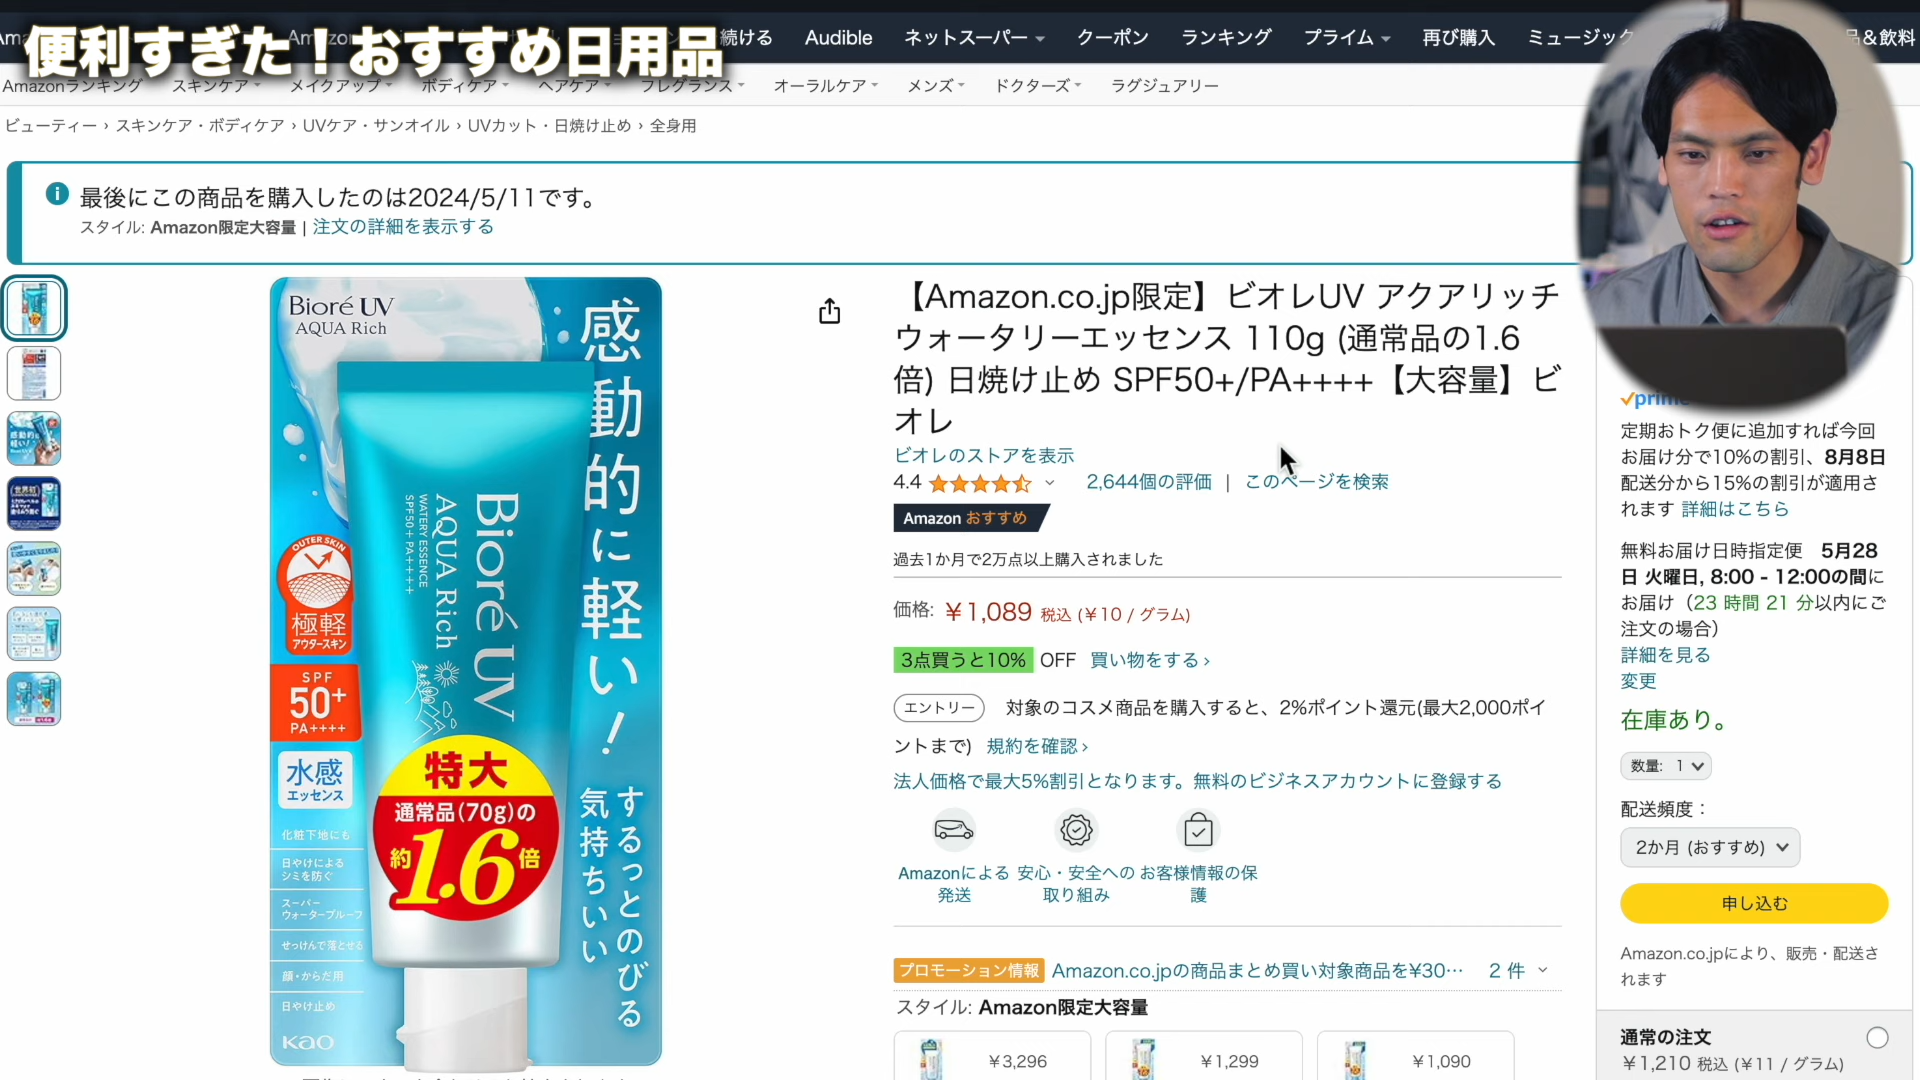 便利すぎた！おすすめ日用品
続ける Audible ネットスーパー クーポン ランキング プライム 再び購入 ミュージック 品＆飲料
Amazonランキング スキンケア メイクアップ ボディケア ヘアケア フレグランス オーラルケア メンズ ドクターズ ラグジュアリー
ビューティー › スキンケア・ボディケア › UVケア・サンオイル › UVカット・日焼け止め › 全身用
最後にこの商品を購入したのは2024/5/11です。
スタイル: Amazon限定大容量 | 注文の詳細を表示する
Bioré UV
AQUA Rich
感動的に軽い！
するっとのびる
気持ちいい
Bioré UV
AQUA Rich
WATERY ESSENCE
SPF50+ PA++++
OUTER SKIN
極軽
アウタースキン
SPF
50+
PA++++
水感
エッセンス
特大
通常品(70g)の
約1.6倍
化粧下地にも
日やけによる
シミを防ぐ
スーパー
ウォータープルーフ
せっけんで落とせる
顔・からだ用
日やけ止め
kao
【Amazon.co.jp限定】ビオレUV アクアリッチ
ウォータリーエッセンス 110g (通常品の1.6
倍) 日焼け止め SPF50+/PA++++【大容量】ビ
オレ
ビオレのストアを表示
4.4 2,644個の評価 | このページを検索
Amazon おすすめ
過去1か月で2万点以上購入されました
価格: ￥1,089 税込 (￥10 / グラム)
3点買うと10% OFF 買い物をする ›
エントリー 対象のコスメ商品を購入すると、2%ポイント還元(最大2,000ポイ
ントまで) 規約を確認 ›
法人価格で最大5%割引となります。無料のビジネスアカウントに登録する
Amazonによる
発送
安心・安全への
取り組み
お客様情報の保
護
プロモーション情報 Amazon.co.jpの商品まとめ買い対象商品を¥30… 2 件
スタイル: Amazon限定大容量
￥3,296 ￥1,299 ￥1,090
prime
定期おトク便に追加すれば今回
お届け分で10%の割引、8月8日
配送分から15%の割引が適用さ
れます 詳細はこちら
無料お届け日時指定便 5月28
日 火曜日, 8:00 - 12:00の間に
お届け（23 時間 21 分以内にご
注文の場合）
詳細を見る
変更
在庫あり。
数量: 1
配送頻度：
2か月 (おすすめ)
申し込む
Amazon.co.jpにより、販売・配送さ
れます
通常の注文
￥1,210 税込 (￥11 / グラム)